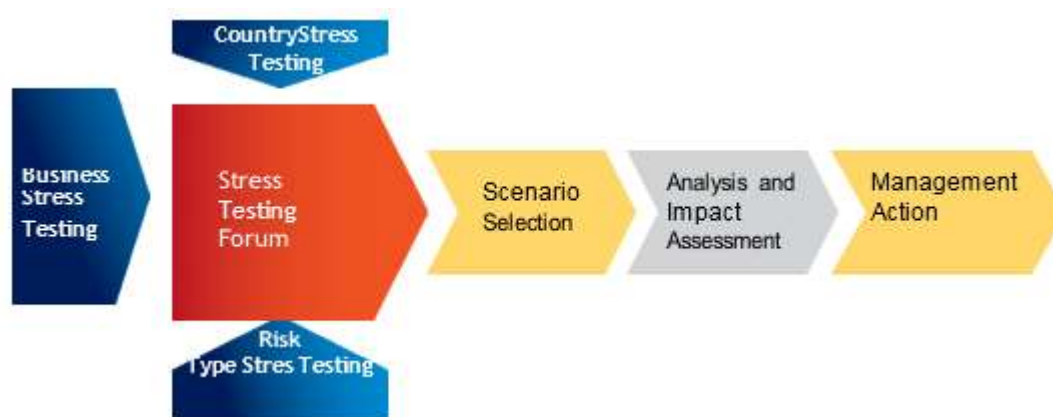 CountryStress
Testing
Business
Stress
Testing
Stress
Testing
Forum
Scenario
Selection
Analysis and
Impact
Assessment
Management
Action
Risk
Type Stres Testing